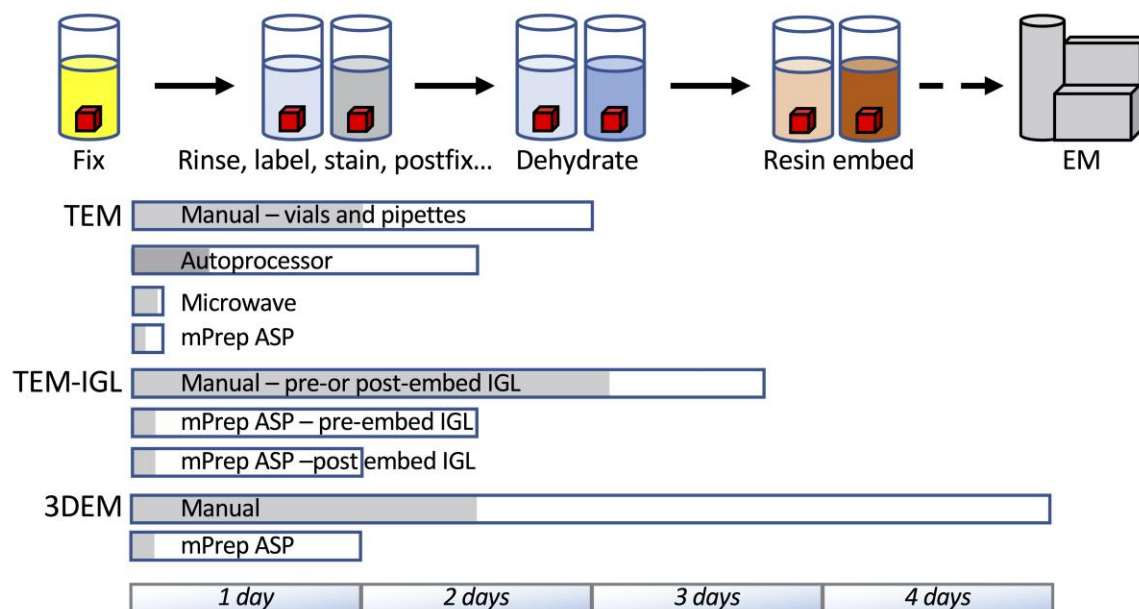 Fix
Rinse, label, stain, postfix...
Dehydrate
Resin embed
EM
TEM
Manual – vials and pipettes
Autoprocessor
Microwave
mPrep ASP
TEM-IGL
Manual – pre-or post-embed IGL
mPrep ASP – pre-embed IGL
mPrep ASP –post embed IGL
3DEM
Manual
mPrep ASP
1 day
2 days
3 days
4 days